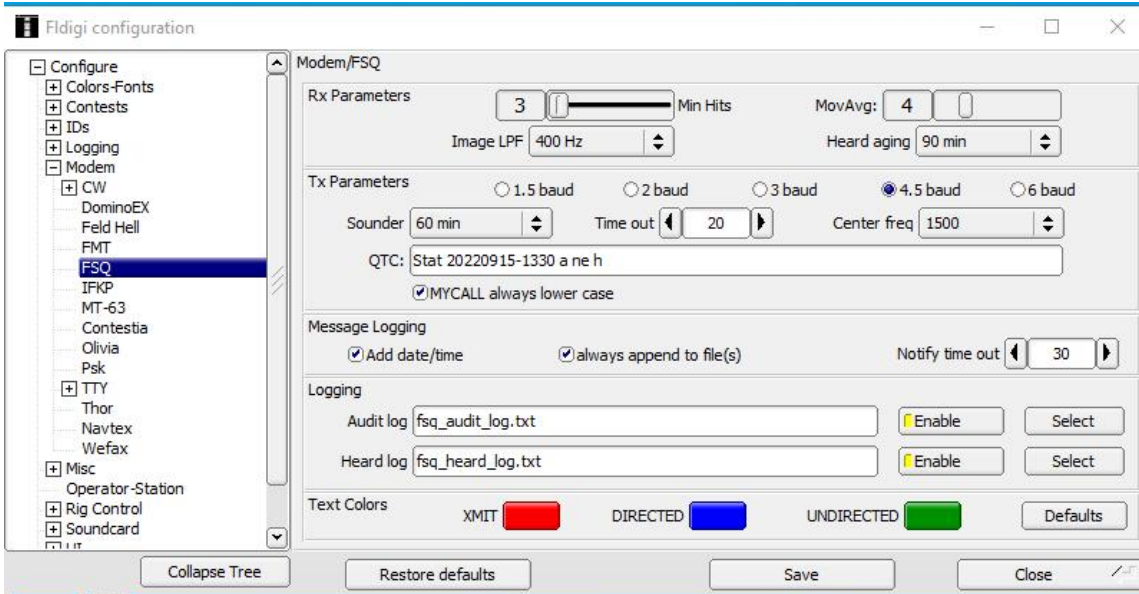 Fldigi configuration
Configure
Colors-Fonts
Contests
IDs
Logging
Modem
CW
DominoEX
Feld Hell
FMT
FSQ
IFKP
MT-63
Contestia
Olivia
Psk
TTY
Thor
Navtex
Wefax
Misc
Operator-Station
Rig Control
Soundcard
Collapse Tree
Modem/FSQ
Rx Parameters
3 Min Hits MovAvg: 4
Image LPF 400 Hz Heard aging 90 min
Tx Parameters
1.5 baud 2 baud 3 baud 4.5 baud 6 baud
Sounder 60 min Time out 20 Center freq 1500
QTC: Stat 20220915-1330 a ne h
MYCALL always lower case
Message Logging
Add date/time always append to file(s) Notify time out 30
Logging
Audit log fsq_audit_log.txt Enable Select
Heard log fsq_heard_log.txt Enable Select
Text Colors
XMIT DIRECTED UNDIRECTED Defaults
Restore defaults Save Close